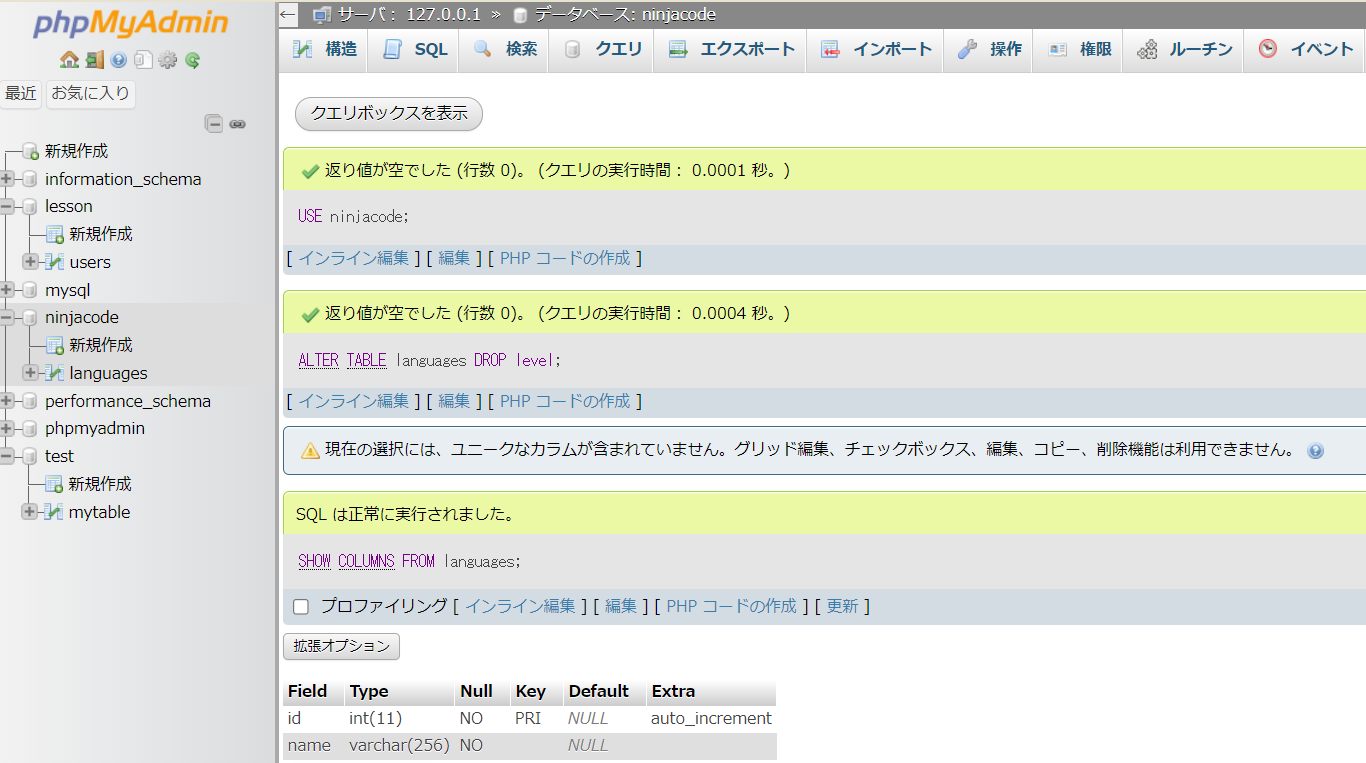 phpMyAdmin
最近 お気に入り
新規作成
information_schema
lesson
新規作成
users
mysql
ninjacode
新規作成
languages
performance_schema
phpmyadmin
test
新規作成
mytable
← サーバ： 127.0.0.1 » データベース: ninjacode
構造 SQL 検索 クエリ エクスポート インポート 操作 権限 ルーチン イベント
クエリボックスを表示
返り値が空でした (行数 0)。 (クエリの実行時間： 0.0001 秒。)
USE ninjacode;
[ インライン編集 ] [ 編集 ] [ PHP コードの作成 ]
返り値が空でした (行数 0)。 (クエリの実行時間： 0.0004 秒。)
ALTER TABLE languages DROP level;
[ インライン編集 ] [ 編集 ] [ PHP コードの作成 ]
現在の選択には、ユニークなカラムが含まれていません。グリッド編集、チェックボックス、編集、コピー、削除機能は利用できません。
SQL は正常に実行されました。
SHOW COLUMNS FROM languages;
プロファイリング [ インライン編集 ] [ 編集 ] [ PHP コードの作成 ] [ 更新 ]
拡張オプション
Field Type Null Key Default Extra
id int(11) NO PRI NULL auto_increment
name varchar(256) NO NULL